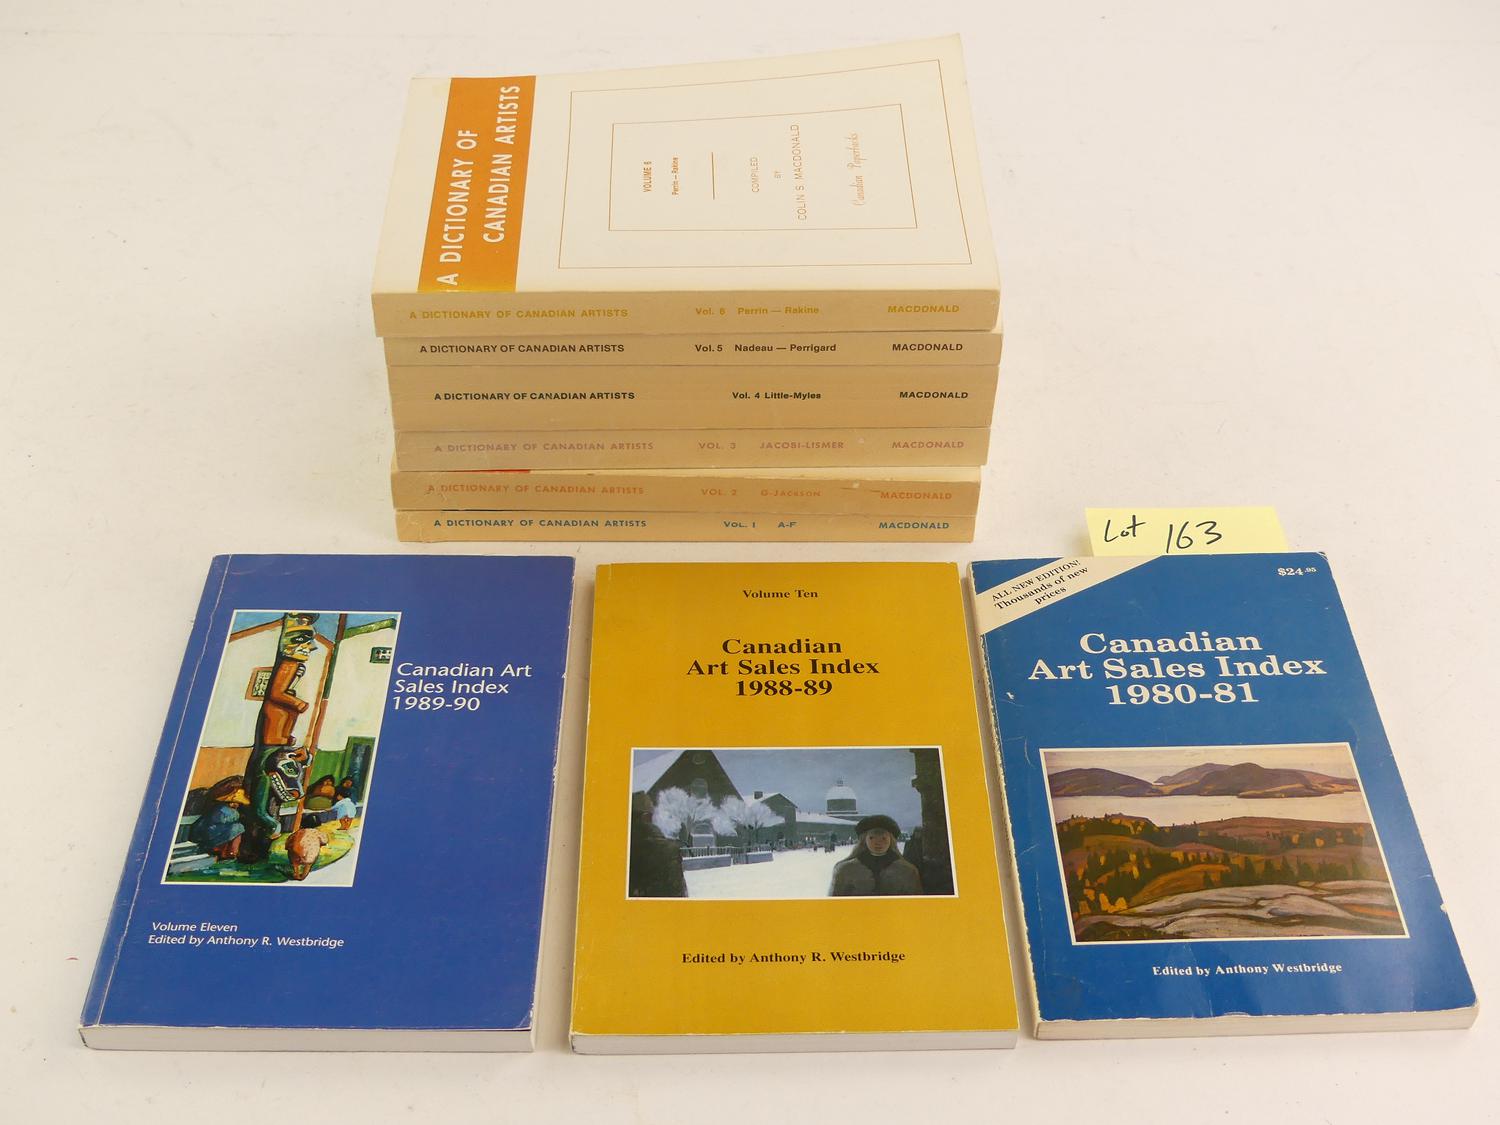 A DICTIONARY OF
CANADIAN ARTISTS
VOLUME 6
Perrin — Rakine
COMPILED
BY
COLIN S. MACDONALD
Canadian Paperbacks
A DICTIONARY OF CANADIAN ARTISTS Vol. 6 Perrin — Rakine MACDONALD
A DICTIONARY OF CANADIAN ARTISTS Vol. 5 Nadeau — Perrigard MACDONALD
A DICTIONARY OF CANADIAN ARTISTS Vol. 4 Little-Myles MACDONALD
A DICTIONARY OF CANADIAN ARTISTS VOL. 3 JACOBI-LISMER MACDONALD
A DICTIONARY OF CANADIAN ARTISTS VOL. 2 G-JACKSON MACDONALD
A DICTIONARY OF CANADIAN ARTISTS VOL. I A-F MACDONALD
Lot 163
Canadian Art
Sales Index
1989-90
Volume Eleven
Edited by Anthony R. Westbridge
Volume Ten
Canadian
Art Sales Index
1988-89
Edited by Anthony R. Westbridge
ALL NEW EDITION!
Thousands of new
prices
$24.95
Canadian
Art Sales Index
1980-81
Edited by Anthony Westbridge